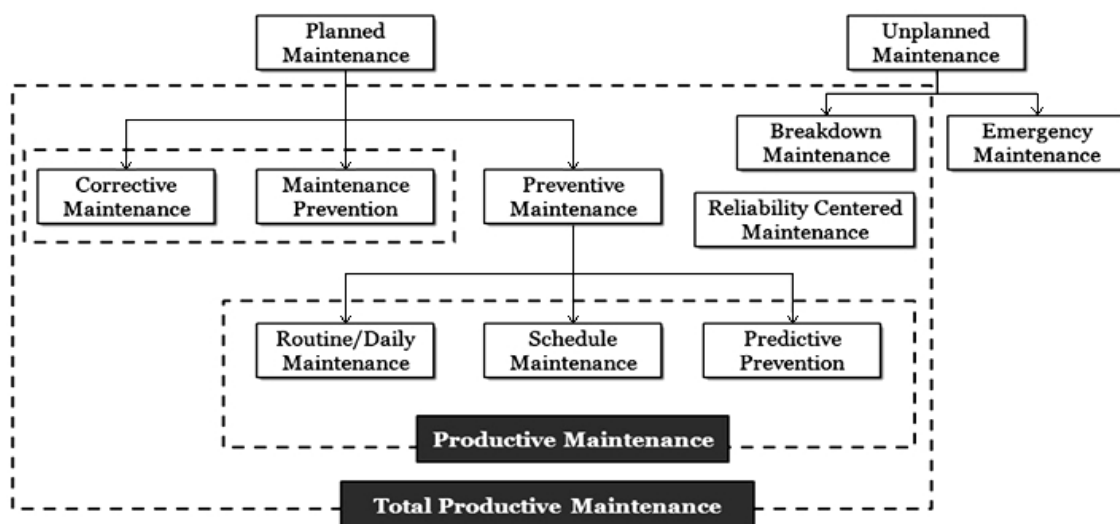 Planned
Maintenance
Unplanned
Maintenance
Breakdown
Maintenance
Emergency
Maintenance
Corrective
Maintenance
Maintenance
Prevention
Preventive
Maintenance
Reliability Centered
Maintenance
Routine/Daily
Maintenance
Schedule
Maintenance
Predictive
Prevention
Productive Maintenance
Total Productive Maintenance